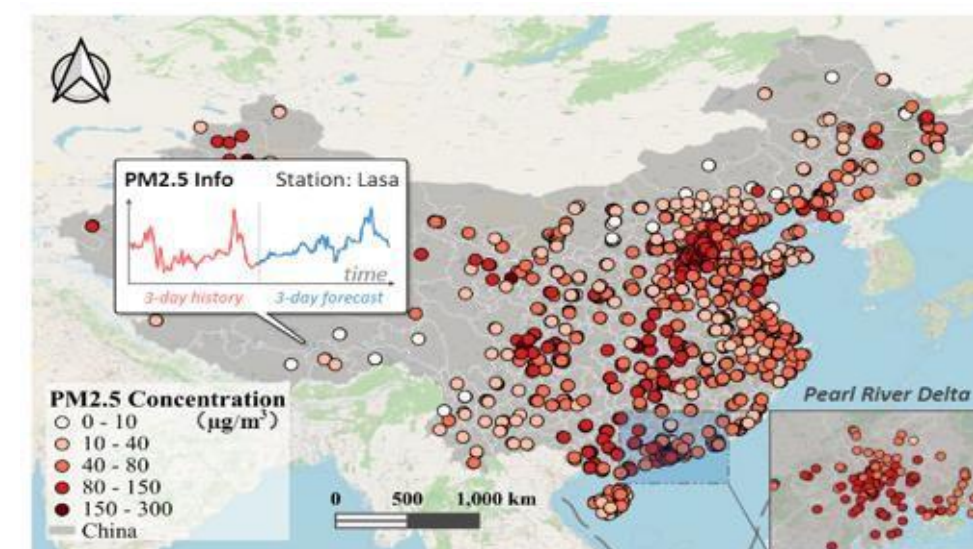 PM2.5 Info Station: Lasa
time
3-day history 3-day forecast
PM2.5 Concentration
0 - 10 (μg/m³)
10 - 40
40 - 80
80 - 150
150 - 300
China
0 500 1,000 km
Pearl River Delta